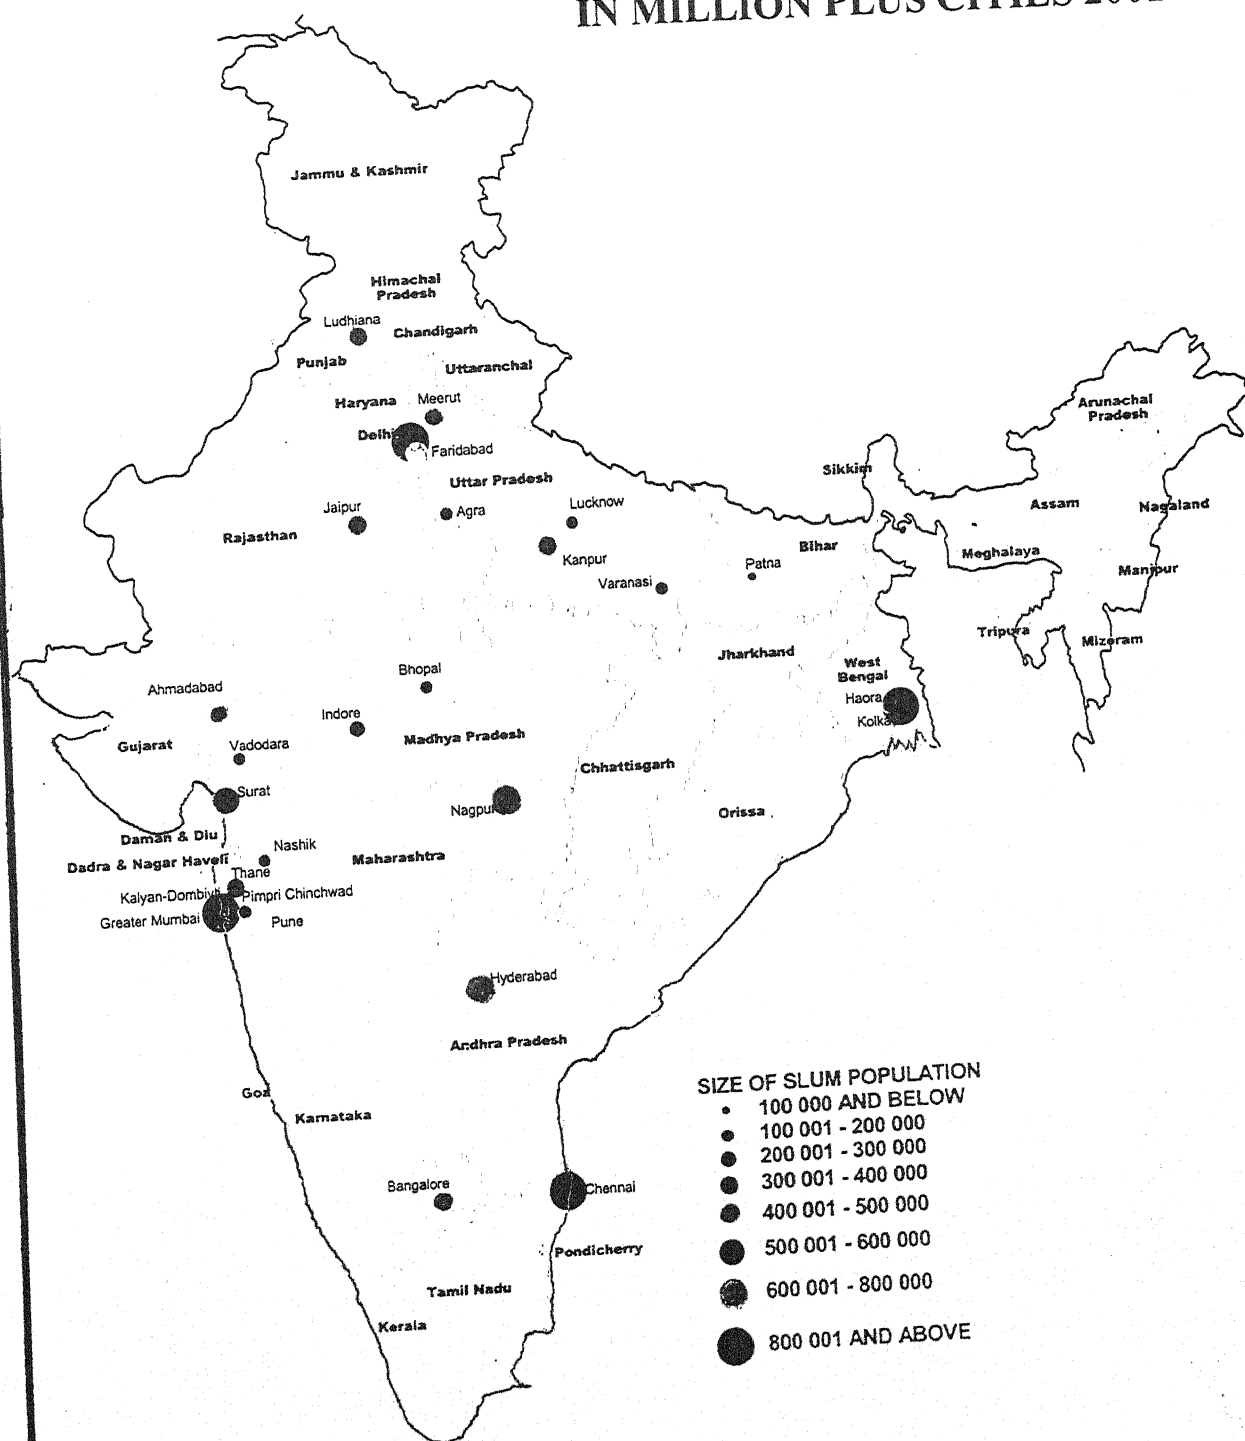 IN MILLION PLUS CITIES
Jammu & Kashmir
Himachal
Pradesh
Ludhiana
Chandigarh
Punjab
Uttaranchal
Haryana
Meerut
Delhi
Faridabad
Uttar Pradesh
Jaipur
Agra
Lucknow
Rajasthan
Kanpur
Varanasi
Patna
Bihar
Sikkim
Arunachal
Pradesh
Assam
Nagaland
Meghalaya
Manipur
Tripura
Mizoram
Jharkhand
West
Bengal
Haora
Kolka
Bhopal
Ahmadabad
Indore
Gujarat
Vadodara
Madhya Pradesh
Chhattisgarh
Surat
Nagpur
Orissa
Daman & Diu
Nashik
Dadra & Nagar Haveli
Maharashtra
Thane
Kalyan-Dombivli
Pimpri Chinchwad
Greater Mumbai
Pune
Hyderabad
Andhra Pradesh
Goa
Karnataka
Bangalore
Chennai
Pondicherry
Tamil Nadu
Kerala
SIZE OF SLUM POPULATION
100 000 AND BELOW
100 001 - 200 000
200 001 - 300 000
300 001 - 400 000
400 001 - 500 000
500 001 - 600 000
600 001 - 800 000
800 001 AND ABOVE